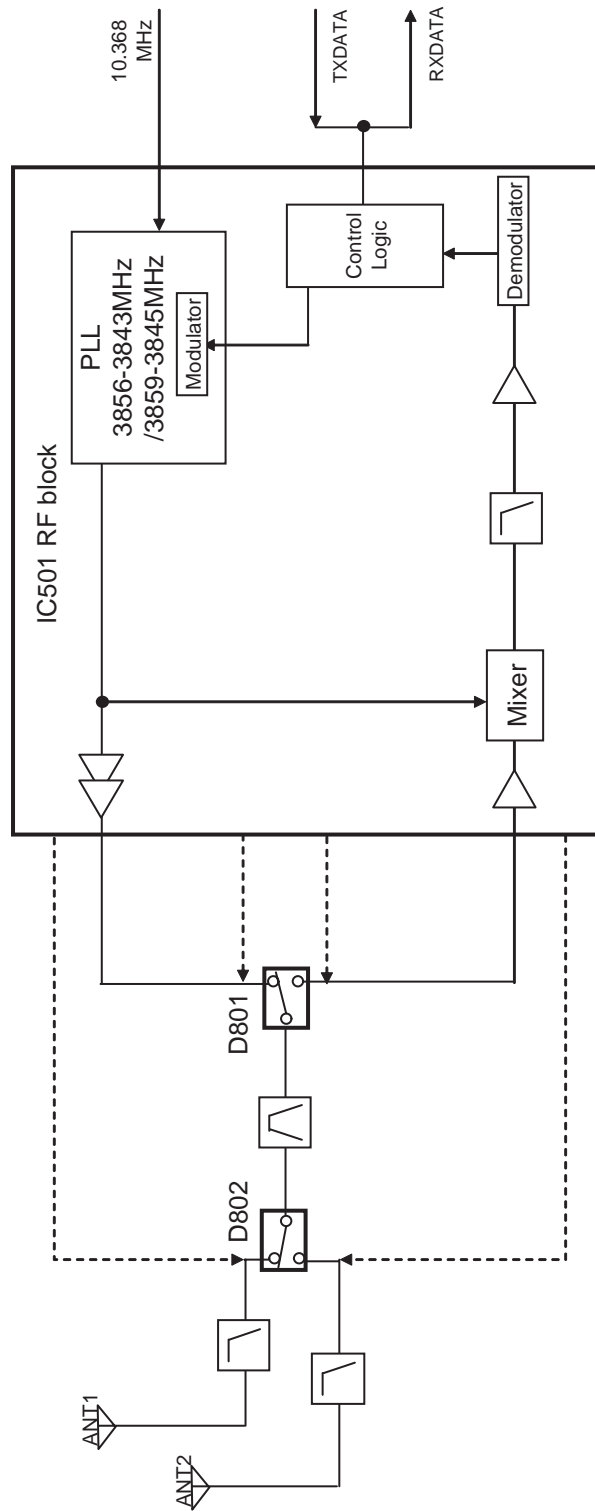 10.368
MHz
TXDATA
RXDATA
IC501 RF block
PLL
3856-3843MHz
/3859-3845MHz
Modulator
Control
Logic
Demodulator
Mixer
D801
D802
ANT1
ANT2